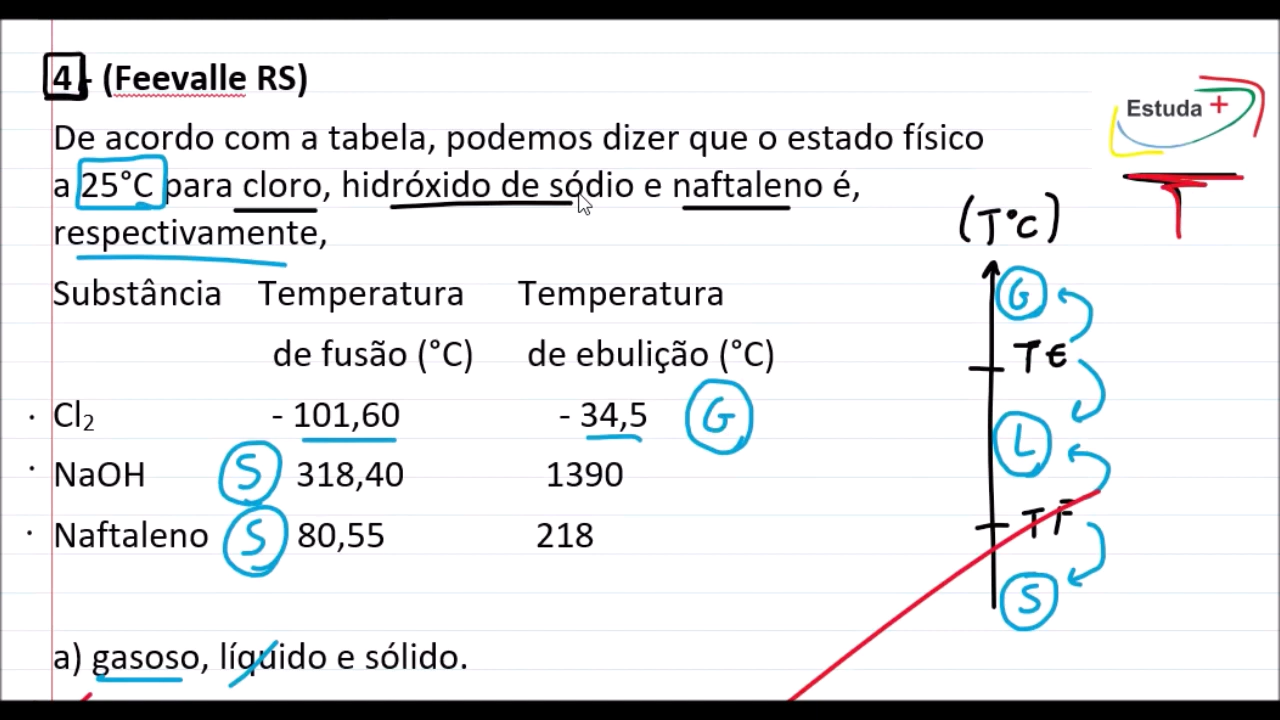 4- (Feevalle RS)
Estuda +
De acordo com a tabela, podemos dizer que o estado físico
a 25°C para cloro, hidróxido de sódio e naftaleno é,
respectivamente,
(T°C)
Substância Temperatura Temperatura
de fusão (°C) de ebulição (°C)
Cl₂ - 101,60 - 34,5 G
NaOH S 318,40 1390
Naftaleno S 80,55 218
G
TE
L
TF
S
a) gasoso, líquido e sólido.